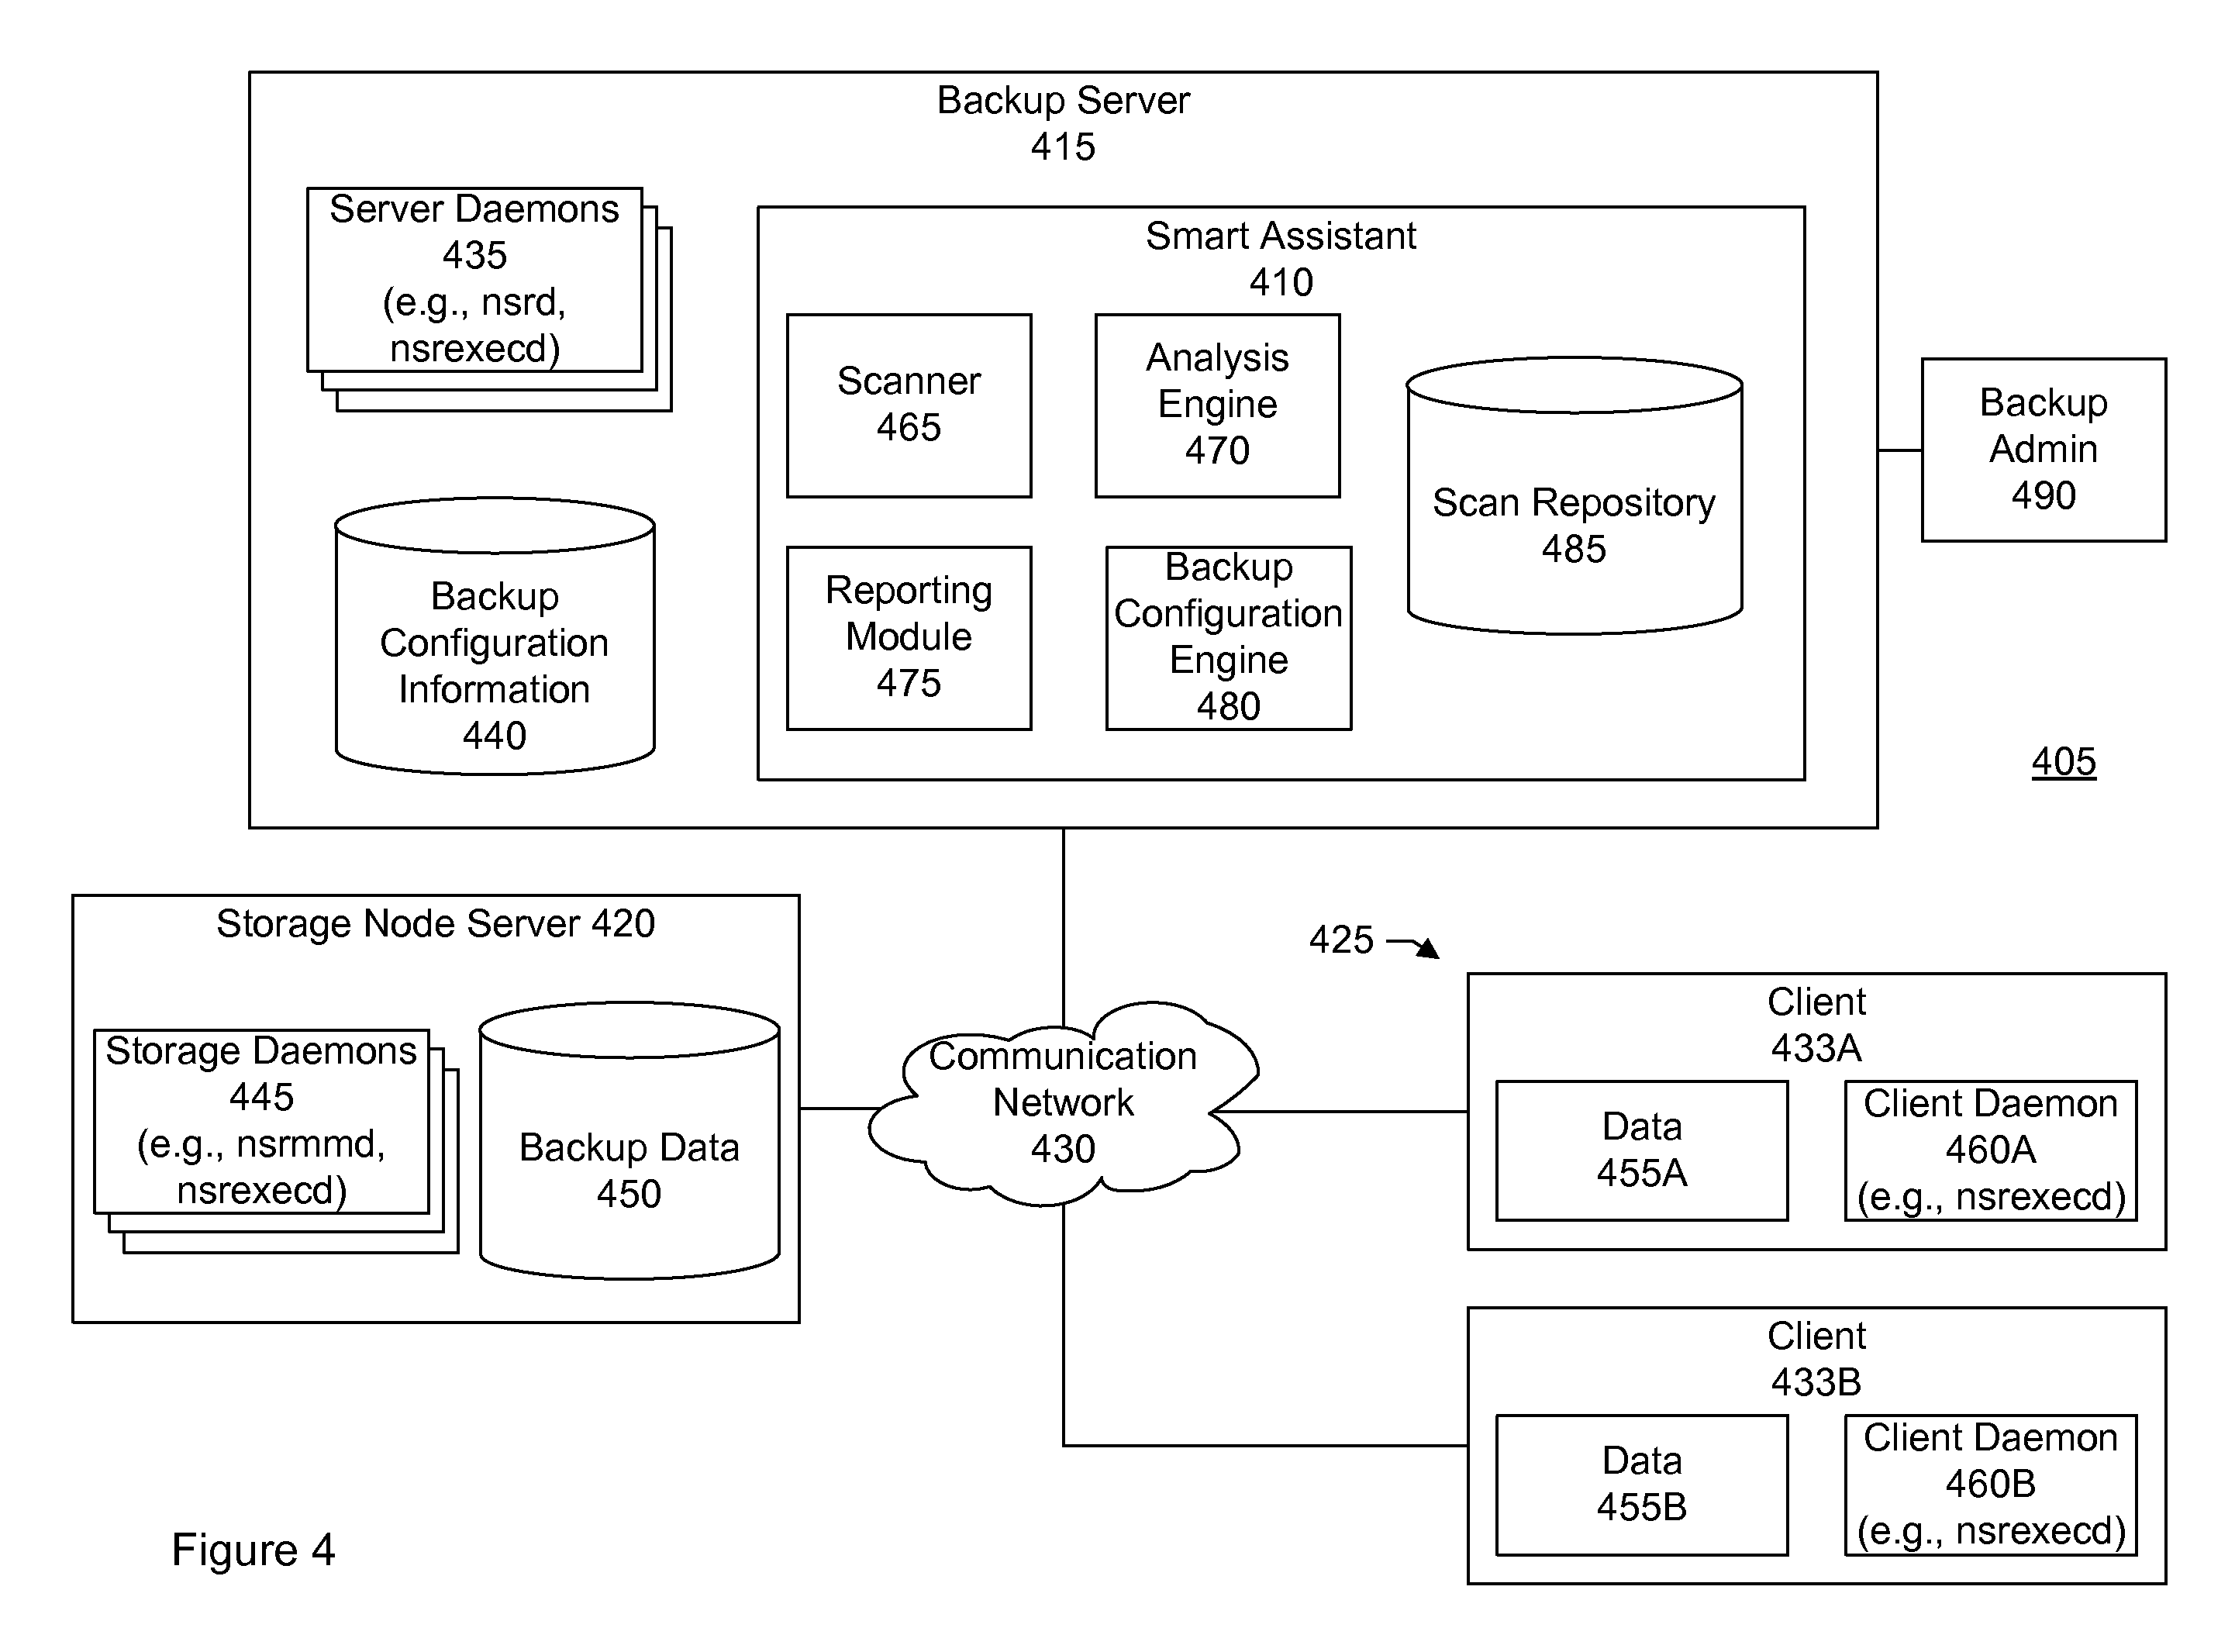 Backup Server
415
Server Daemons
435
(e.g., nsrd,
nsrexecd)
Smart Assistant
410
Scanner
465
Analysis
Engine
470
Scan Repository
485
Backup
Admin
490
Backup
Configuration
Information
440
Reporting
Module
475
Backup
Configuration
Engine
480
405
Storage Node Server 420
Storage Daemons
445
(e.g., nsrmmd,
nsrexecd)
Backup Data
450
Communication
Network
430
425
Client
433A
Data
455A
Client Daemon
460A
(e.g., nsrexecd)
Client
433B
Data
455B
Client Daemon
460B
(e.g., nsrexecd)
Figure 4